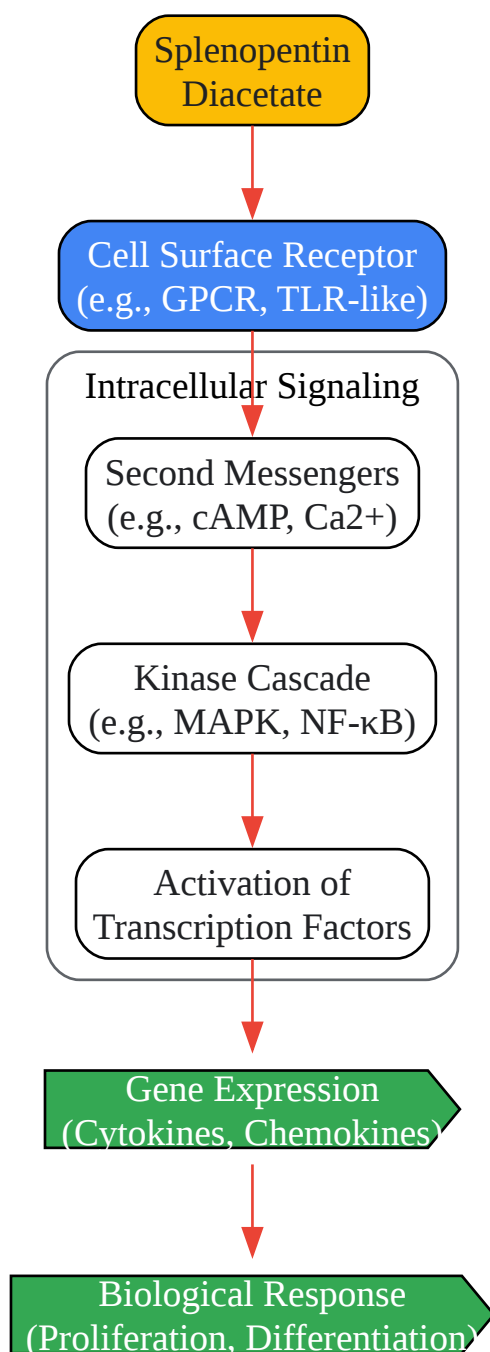 Splenopentin
Diacetate
Cell Surface Receptor
(e.g., GPCR, TLR-like)
Intracellular Signaling
Second Messengers
(e.g., cAMP, Ca2+)
Kinase Cascade
(e.g., MAPK, NF-κB)
Activation of
Transcription Factors
Gene Expression
(Cytokines, Chemokines)
Biological Response
(Proliferation, Differentiation)